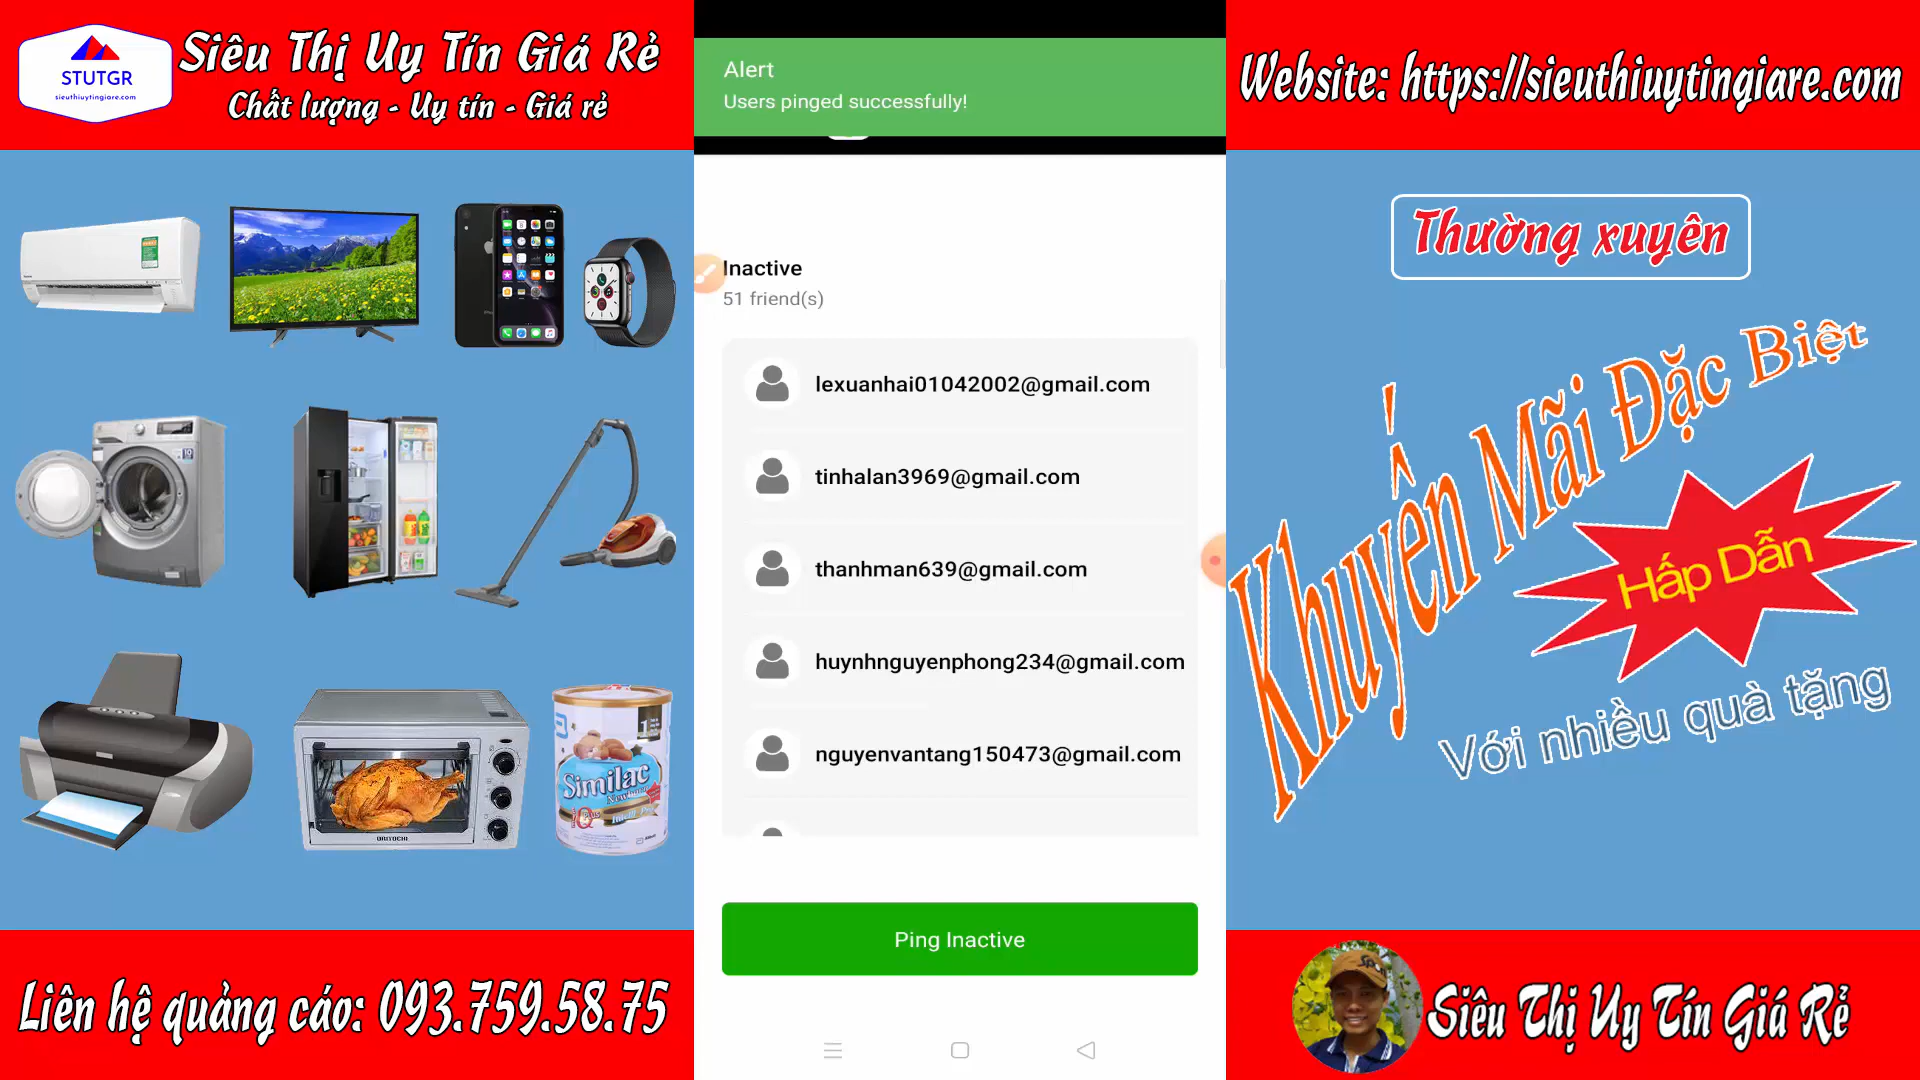 STUTGR
sieuthiuytingiare.com
Siêu Thị Uy Tín Giá Rẻ
Chất lượng - Uy tín - Giá rẻ
Alert
Users pinged successfully!
Website: https://sieuthiuytingiare.com
Inactive
51 friend(s)
lexuanhai01042002@gmail.com
tinhalan3969@gmail.com
thanhman639@gmail.com
huynhnguyenphong234@gmail.com
nguyenvantang150473@gmail.com
Ping Inactive
Thường xuyên
Khuyến Mãi Đặc Biệt
Hấp Dẫn
Với nhiều quà tặng
Similac
Liên hệ quảng cáo: 093.759.58.75
Siêu Thị Uy Tín Giá Rẻ